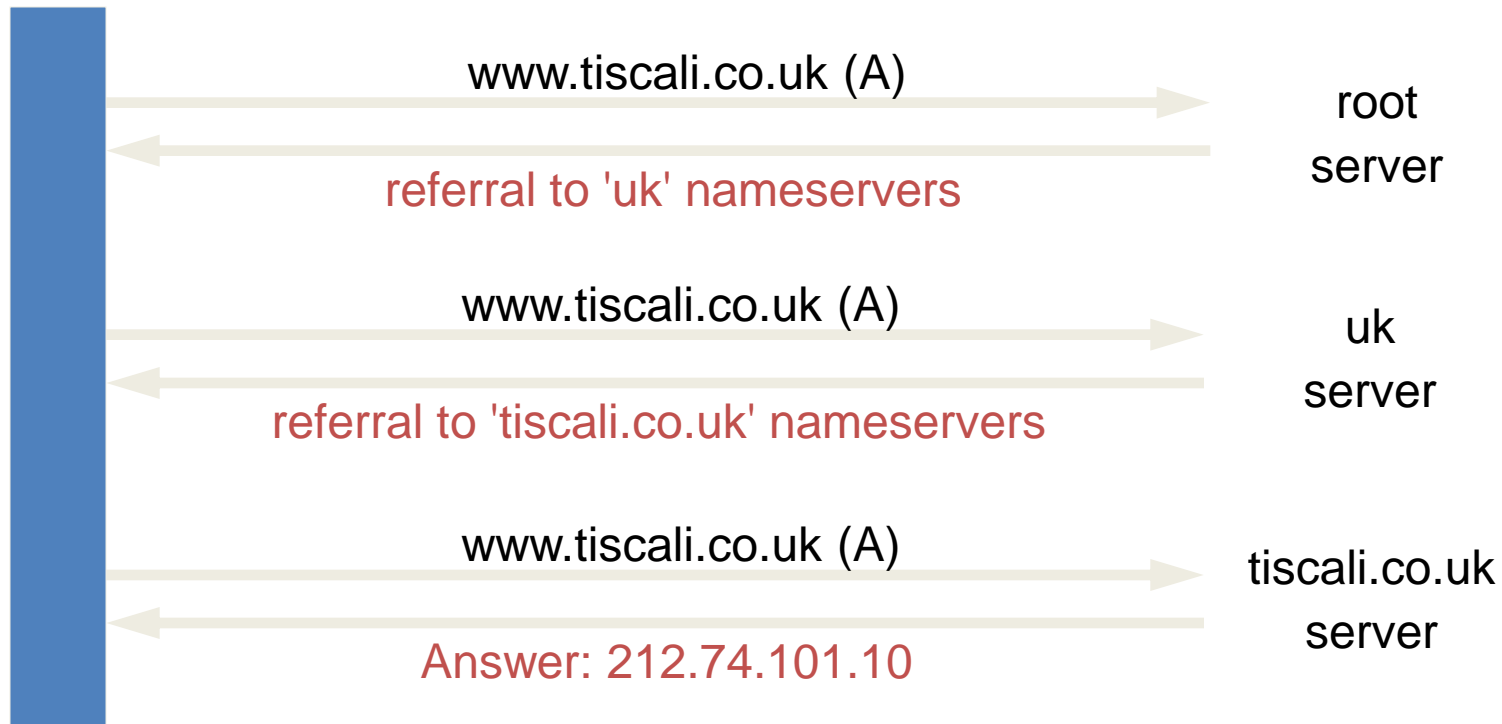 www.tiscali.co.uk (A)
root
server
referral to 'uk' nameservers
www.tiscali.co.uk (A)
uk
server
referral to 'tiscali.co.uk' nameservers
www.tiscali.co.uk (A)
tiscali.co.uk
server
Answer: 212.74.101.10